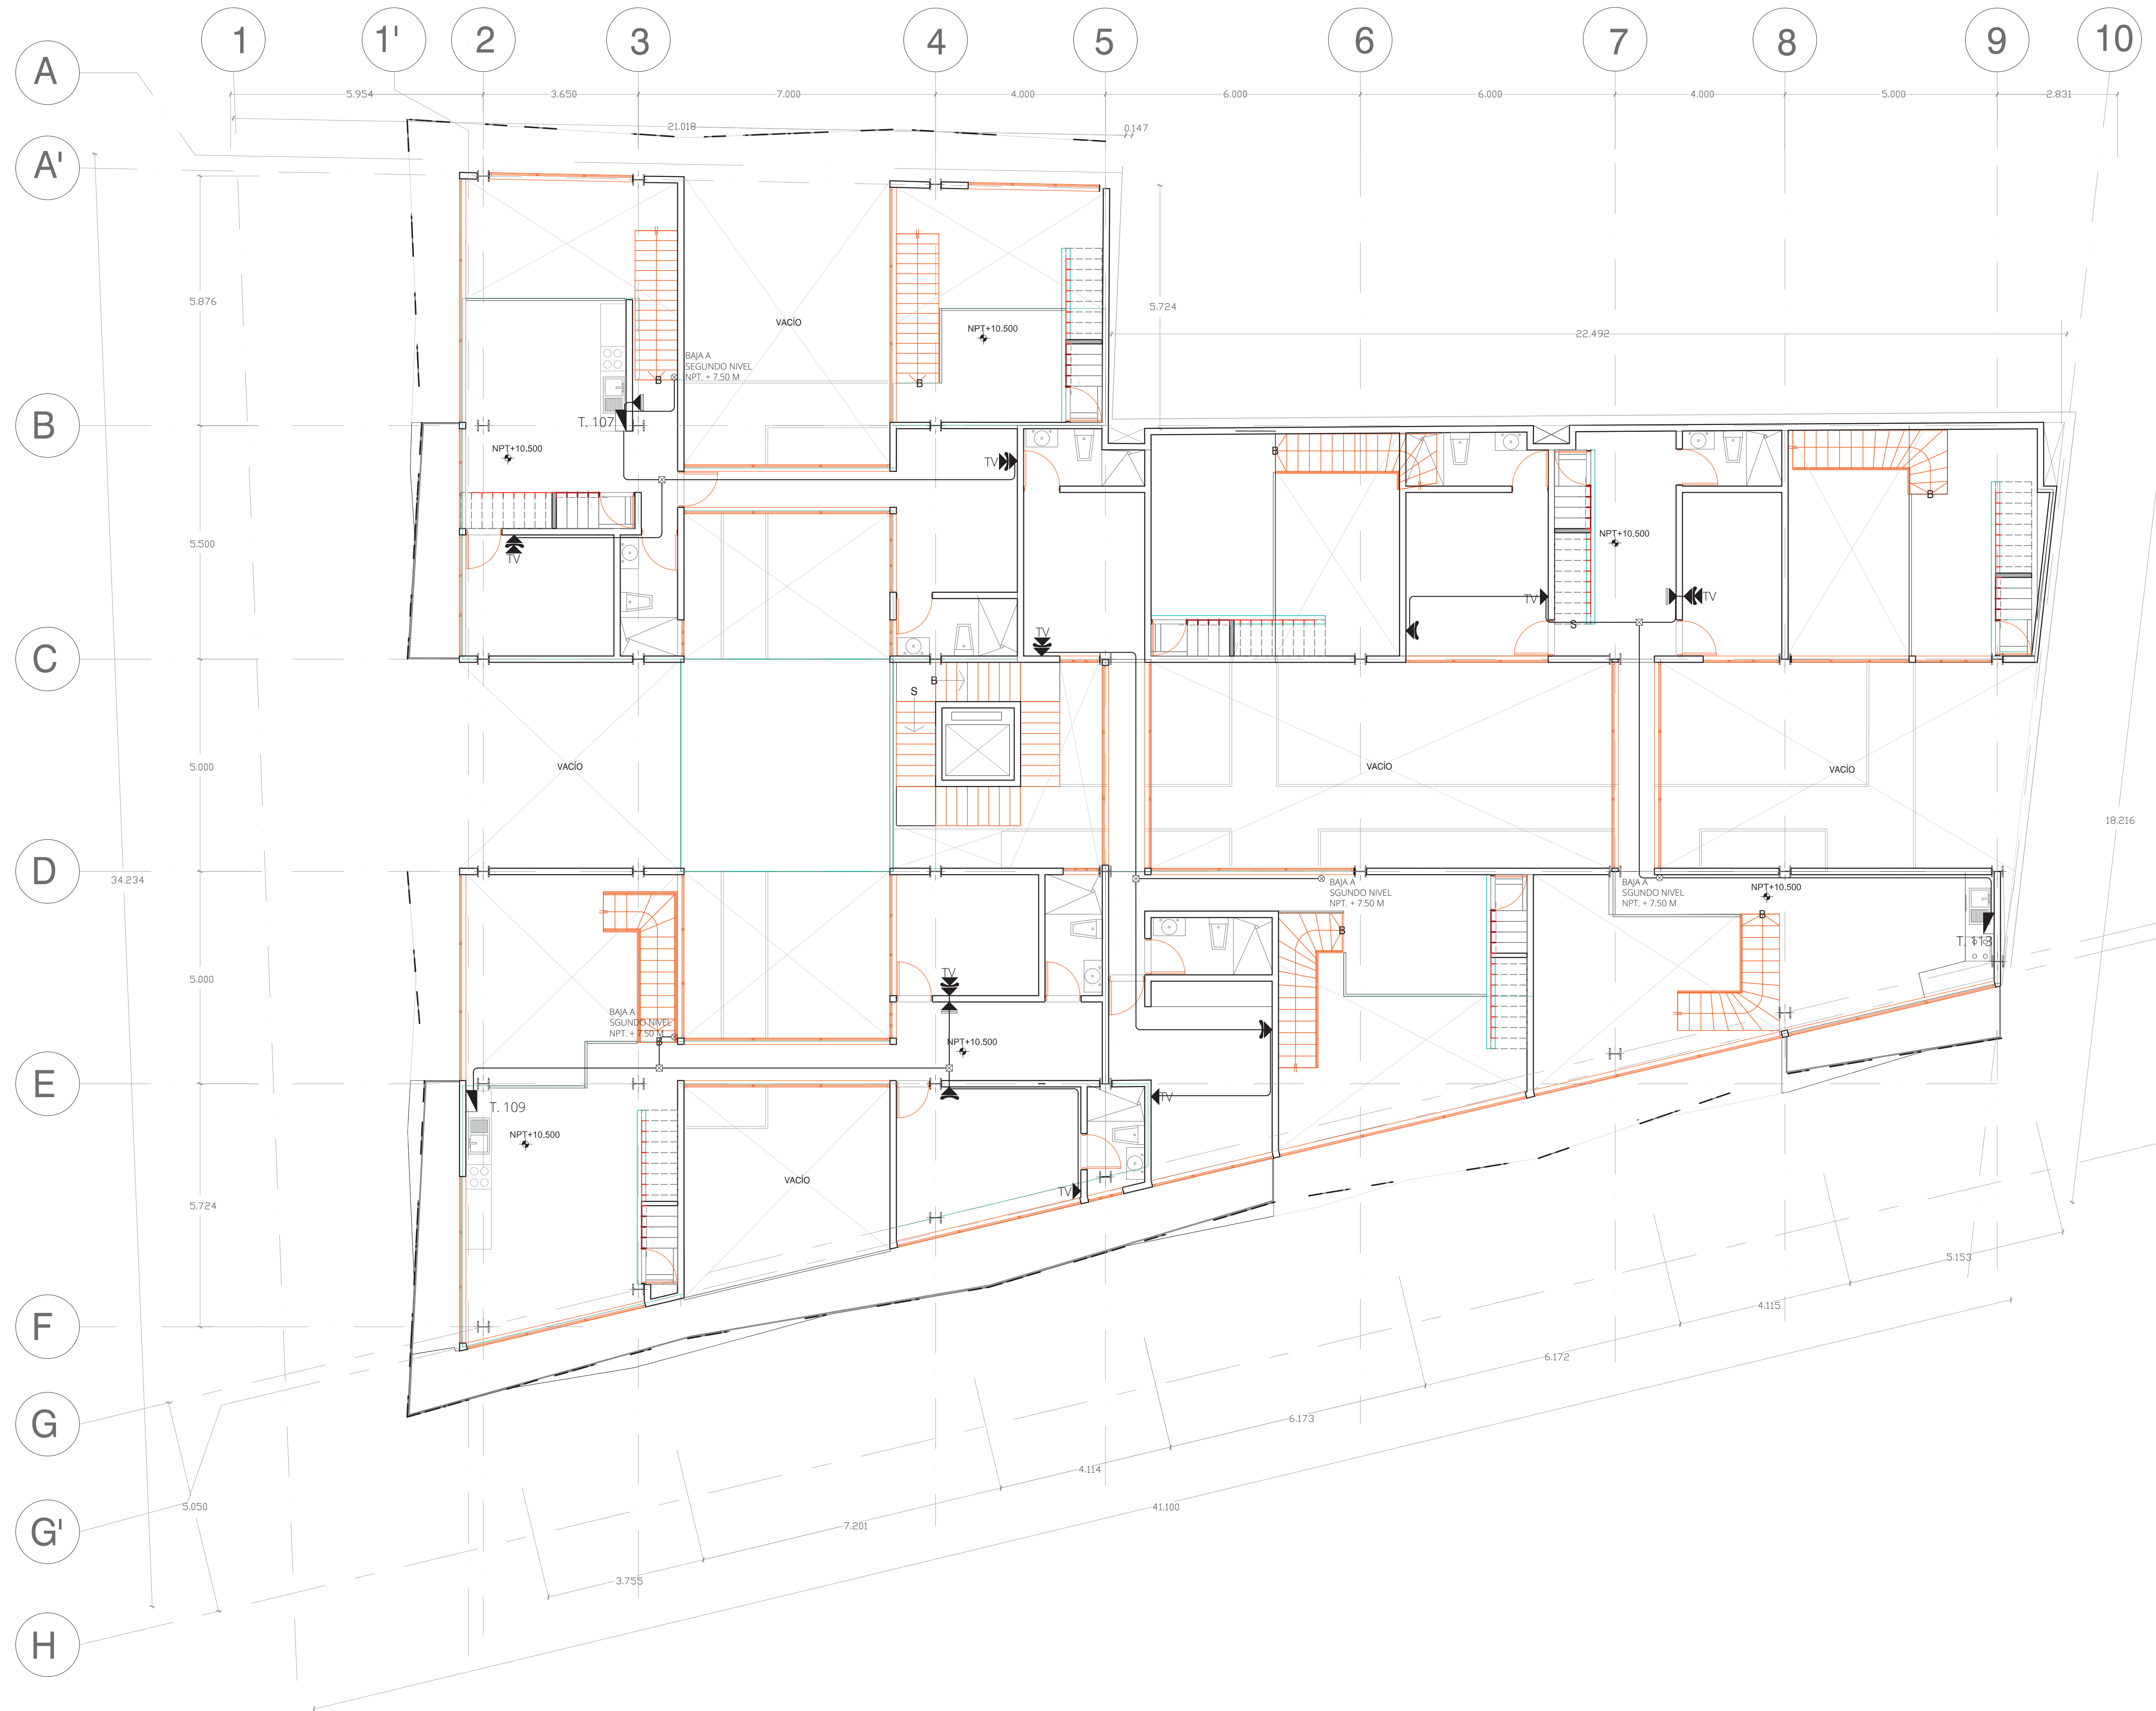 1
1'
2
3
4
5
6
7
8
9
10
A
A'
B
C
D
E
F
G
G'
H
5.954
3.650
7.000
4.000
6.000
6.000
4.000
5.000
2.831
21.018
0.147
5.876
5.724
22.492
VACÍO
NPT+10.500
BAJA A
SEGUNDO NIVEL
NPT. + 7.50 M
B
B
T. 107
NPT+10.500
TV
B
B
NPT+10.500
5.500
TV
TV
TV
S
TV
B
S
5.000
VACÍO
VACÍO
VACÍO
18.216
34.234
BAJA A
SGUNDO NIVEL
NPT. + 7.50 M
BAJA A
SGUNDO NIVEL
NPT. + 7.50 M
NPT+10.500
B
B
T. 113
5.000
TV
BAJA A
SGUNDO NIVEL
NPT. + 7.50 M
B
NPT+10.500
T. 109
NPT+10.500
TV
VACÍO
TV
5.724
5.153
4.115
6.172
6.173
4.114
41.100
7.201
3.755
5.050